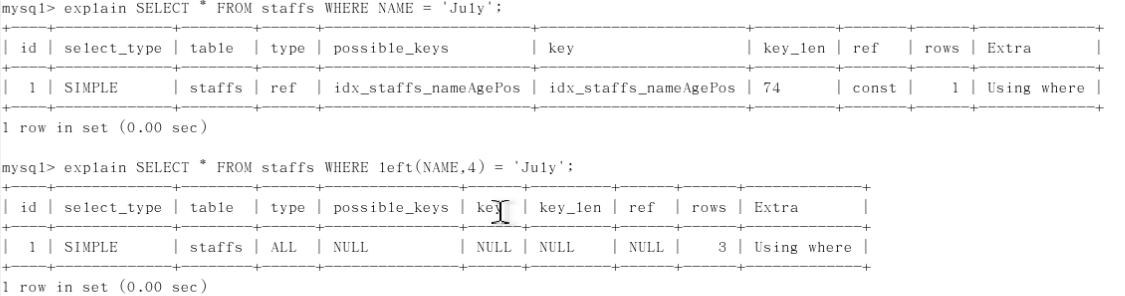 mysql> explain SELECT * FROM staffs WHERE NAME = 'July';
+----+-------------+--------+------+-----------------------+-----------------------+---------+-------+------+-------------+
| id | select_type | table | type | possible_keys | key | key_len | ref | rows | Extra |
+----+-------------+--------+------+-----------------------+-----------------------+---------+-------+------+-------------+
| 1 | SIMPLE | staffs | ref | idx_staffs_nameAgePos | idx_staffs_nameAgePos | 74 | const | 1 | Using where |
+----+-------------+--------+------+-----------------------+-----------------------+---------+-------+------+-------------+
1 row in set (0.00 sec)
mysql> explain SELECT * FROM staffs WHERE left(NAME,4) = 'July';
+----+-------------+--------+------+---------------+------+---------+------+------+-------------+
| id | select_type | table | type | possible_keys | key | key_len | ref | rows | Extra |
+----+-------------+--------+------+---------------+------+---------+------+------+-------------+
| 1 | SIMPLE | staffs | ALL | NULL | NULL | NULL | NULL | 3 | Using where |
+----+-------------+--------+------+---------------+------+---------+------+------+-------------+
1 row in set (0.00 sec)